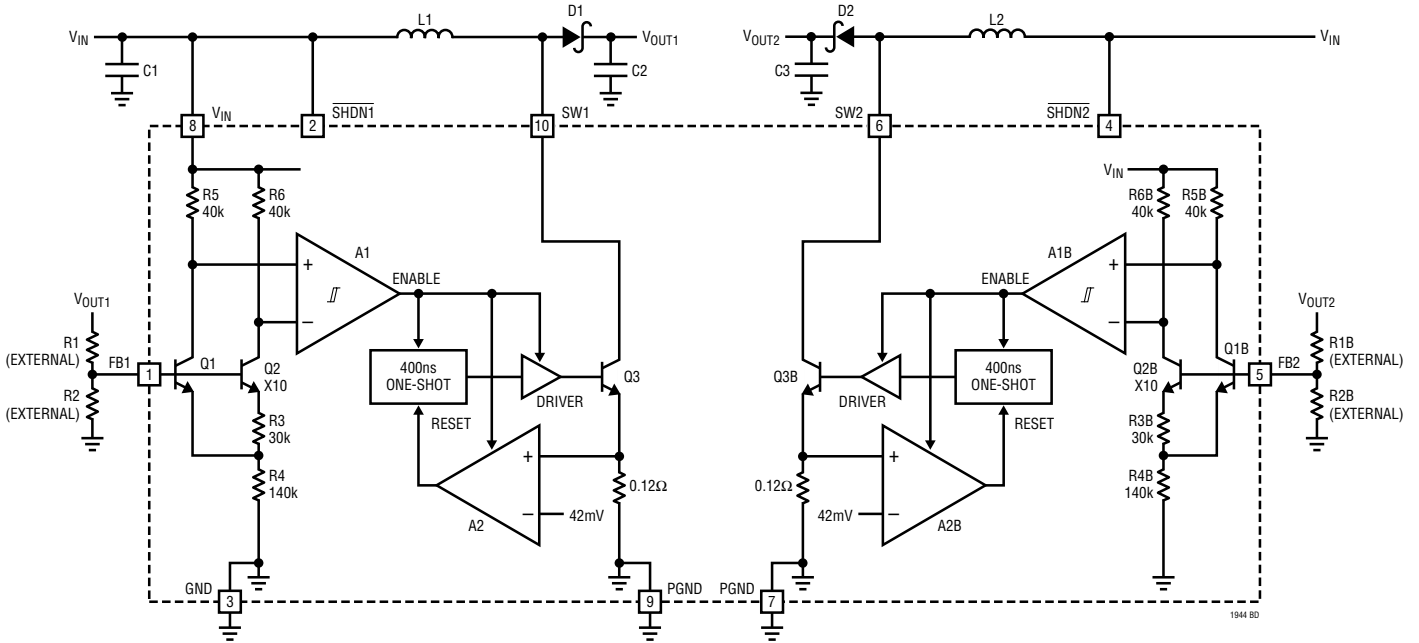 L1
D1
D2
L2
VIN
VOUT1
VOUT2
VIN
C1
C2
C3
8
VIN
2
SHDN1
10
SW1
SW2
6
SHDN2
4
R5
40k
R6
40k
VIN
R6B
40k
R5B
40k
A1
+
–
ENABLE
ENABLE
A1B
+
–
VOUT1
R1
(EXTERNAL)
FB1
1
R2
(EXTERNAL)
Q1
Q2
X10
R3
30k
R4
140k
400ns
ONE-SHOT
DRIVER
Q3
RESET
A2
+
–
42mV
0.12Ω
Q3B
DRIVER
400ns
ONE-SHOT
RESET
0.12Ω
+
–
42mV
A2B
Q2B
X10
Q1B
R3B
30k
R4B
140k
5
FB2
VOUT2
R1B
(EXTERNAL)
R2B
(EXTERNAL)
GND
3
9
PGND
PGND
7
1944 BD